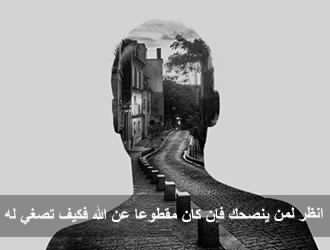 انظر لمن ينصحك فإن كان مقطوعا عن الله فكيف تصغي له